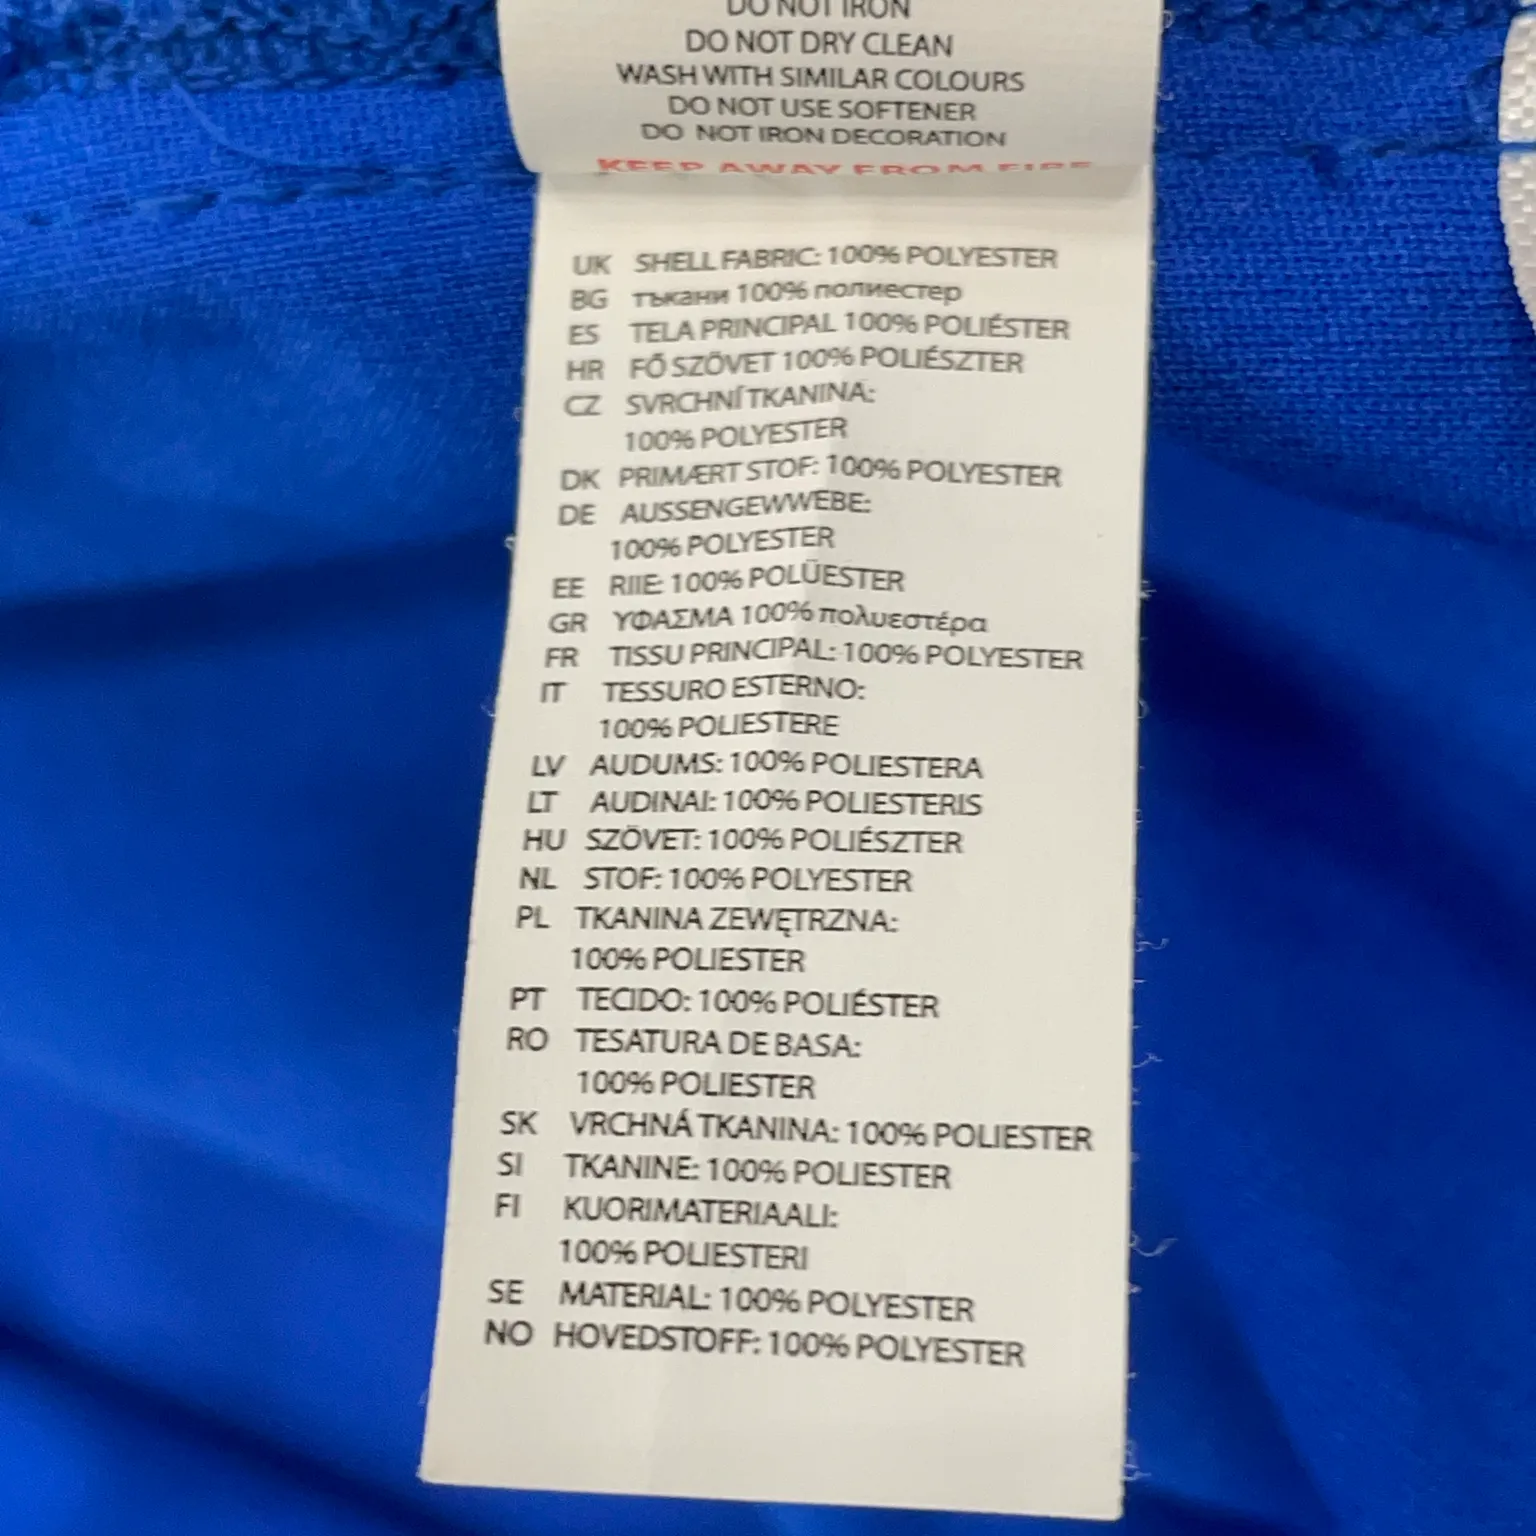 DO NOT IRON
DO NOT DRY CLEAN
WASH WITH SIMILAR COLOURS
DO NOT USE SOFTENER
DO NOT IRON DECORATION
KEEP AWAY FROM FIRE
UK SHELL FABRIC: 100% POLYESTER
BG тъкани 100% полиестер
ES TELA PRINCIPAL 100% POLIÉSTER
HR FŐ SZÖVET 100% POLIÉSZTER
CZ SVRCHNÍ TKANINA:
100% POLYESTER
DK PRIMÆRT STOF: 100% POLYESTER
DE AUSSENGEWWEBE:
100% POLYESTER
EE RIIE: 100% POLÜESTER
GR ΥΦΑΣΜΑ 100% πολυεστέρα
FR TISSU PRINCIPAL: 100% POLYESTER
IT TESSURO ESTERNO:
100% POLIESTERE
LV AUDUMS: 100% POLIESTERA
LT AUDINAI: 100% POLIESTERIS
HU SZÖVET: 100% POLIÉSZTER
NL STOF: 100% POLYESTER
PL TKANINA ZEWĘTRZNA:
100% POLIESTER
PT TECIDO: 100% POLIÉSTER
RO TESATURA DE BASA:
100% POLIESTER
SK VRCHNÁ TKANINA: 100% POLIESTER
SI TKANINE: 100% POLIESTER
FI KUORIMATERIAALI:
100% POLIESTERI
SE MATERIAL: 100% POLYESTER
NO HOVEDSTOFF: 100% POLYESTER